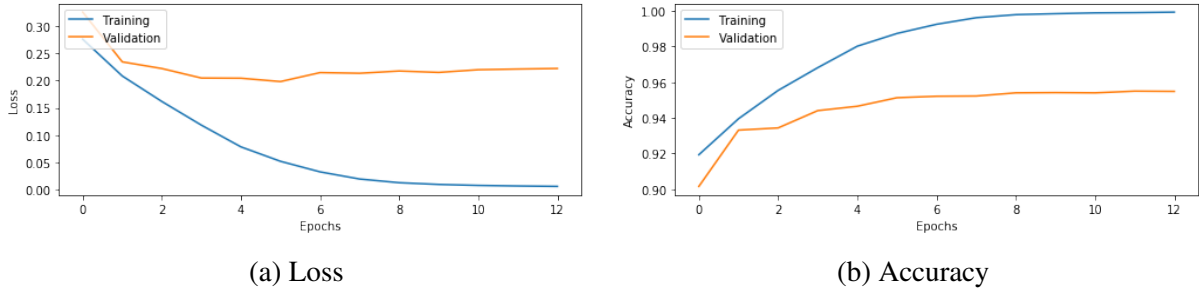 0.30
0.25
0.20
0.15
0.10
0.05
0.00
Loss
Training
Validation
0 2 4 6 8 10 12
Epochs
(a) Loss
1.00
0.98
0.96
0.94
0.92
0.90
Accuracy
Training
Validation
0 2 4 6 8 10 12
Epochs
(b) Accuracy